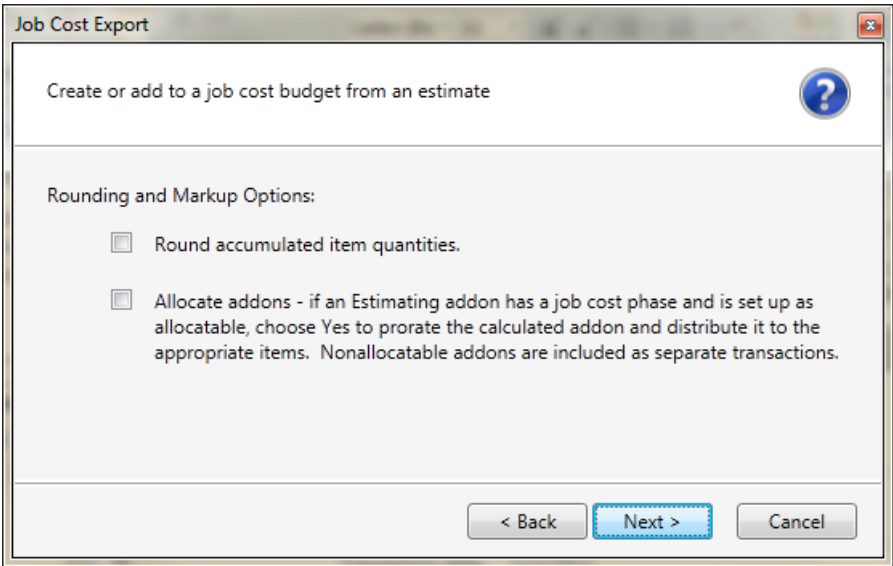 Job Cost Export
Create or add to a job cost budget from an estimate
?
Rounding and Markup Options:
Round accumulated item quantities.
Allocate addons - if an Estimating addon has a job cost phase and is set up as
allocatable, choose Yes to prorate the calculated addon and distribute it to the
appropriate items.  Nonallocatable addons are included as separate transactions.
< Back
Next >
Cancel